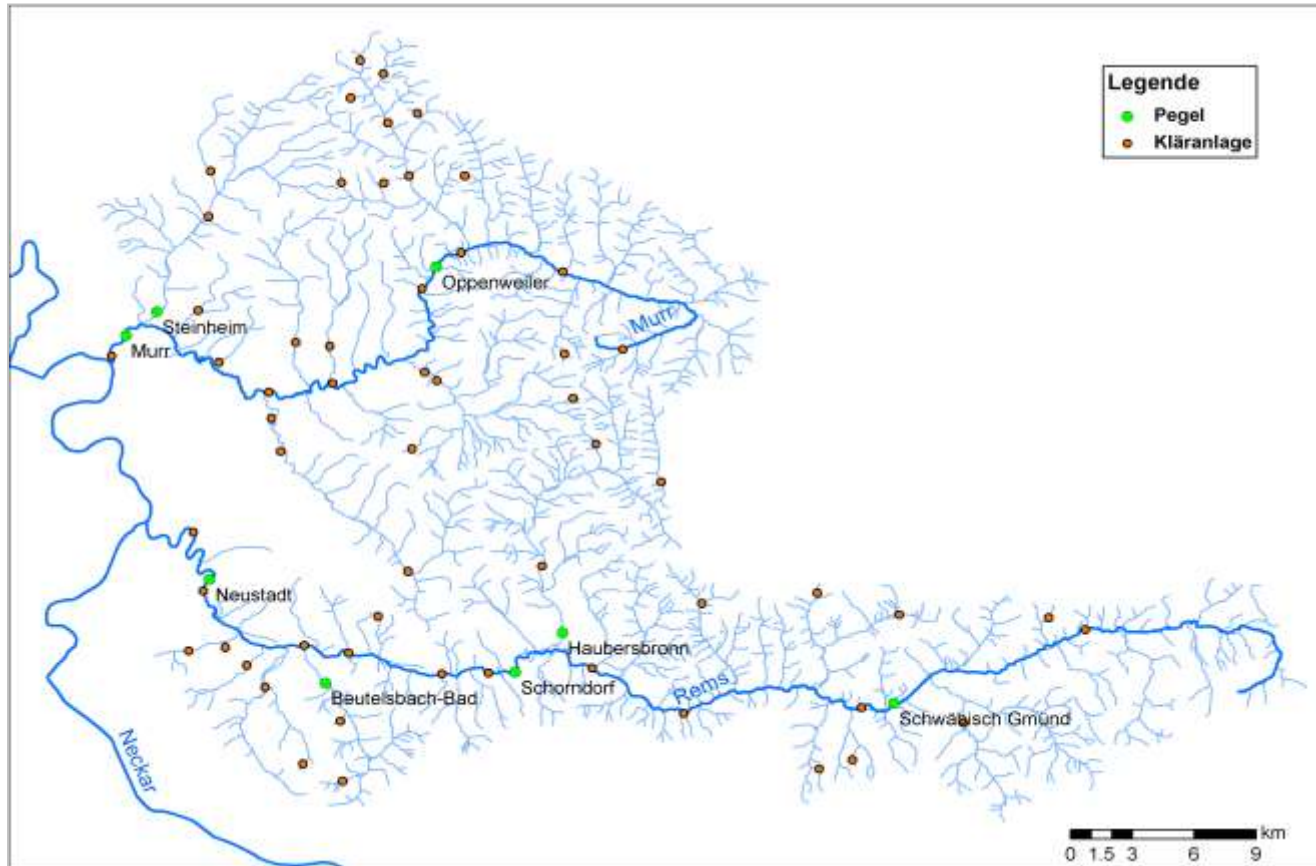 Legende
Pegel
Kläranlage
Oppenweiler
Murr
Steinheim
Murr
Neustadt
Haubersbronn
Beutelsbach-Bad
Schorndorf
Rems
Schwäbisch Gmünd
Neckar
km
0 1.5 3 6 9